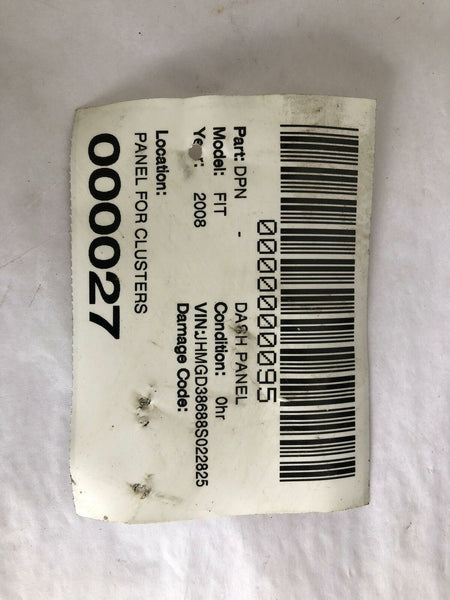 0000000095
Part: DPN - DASH PANEL
Model: FIT Condition: 0hr
Year: 2008 VIN:JHMGD38688S022825
Damage Code:
Location:
PANEL FOR CLUSTERS
000027